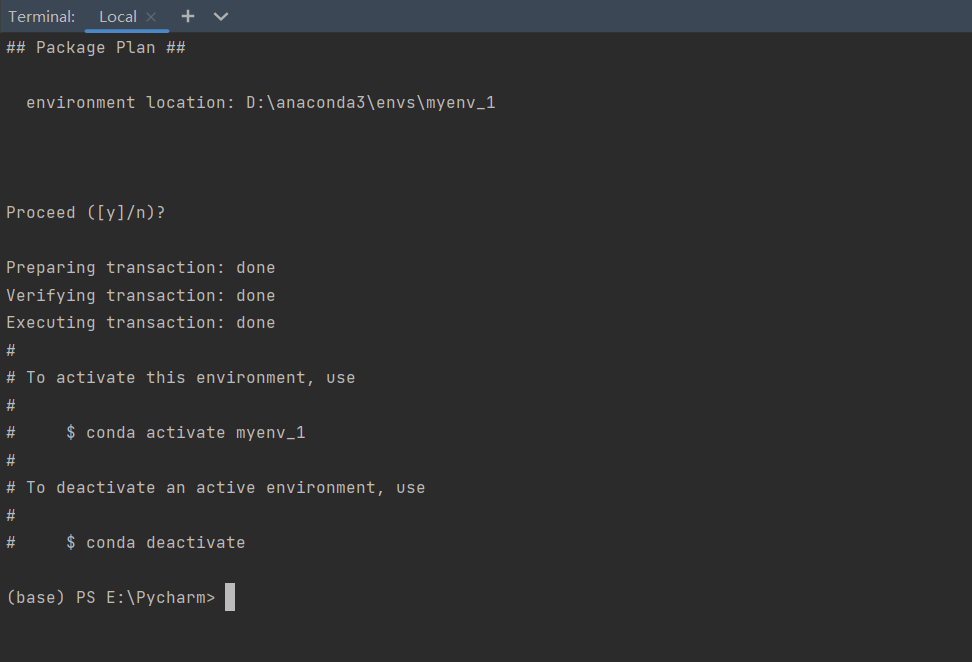 Terminal: Local × + ⌄
## Package Plan ##
  environment location: D:\anaconda3\envs\myenv_1
Proceed ([y]/n)?
Preparing transaction: done
Verifying transaction: done
Executing transaction: done
#
# To activate this environment, use
#
#     $ conda activate myenv_1
#
# To deactivate an active environment, use
#
#     $ conda deactivate
(base) PS E:\Pycharm>